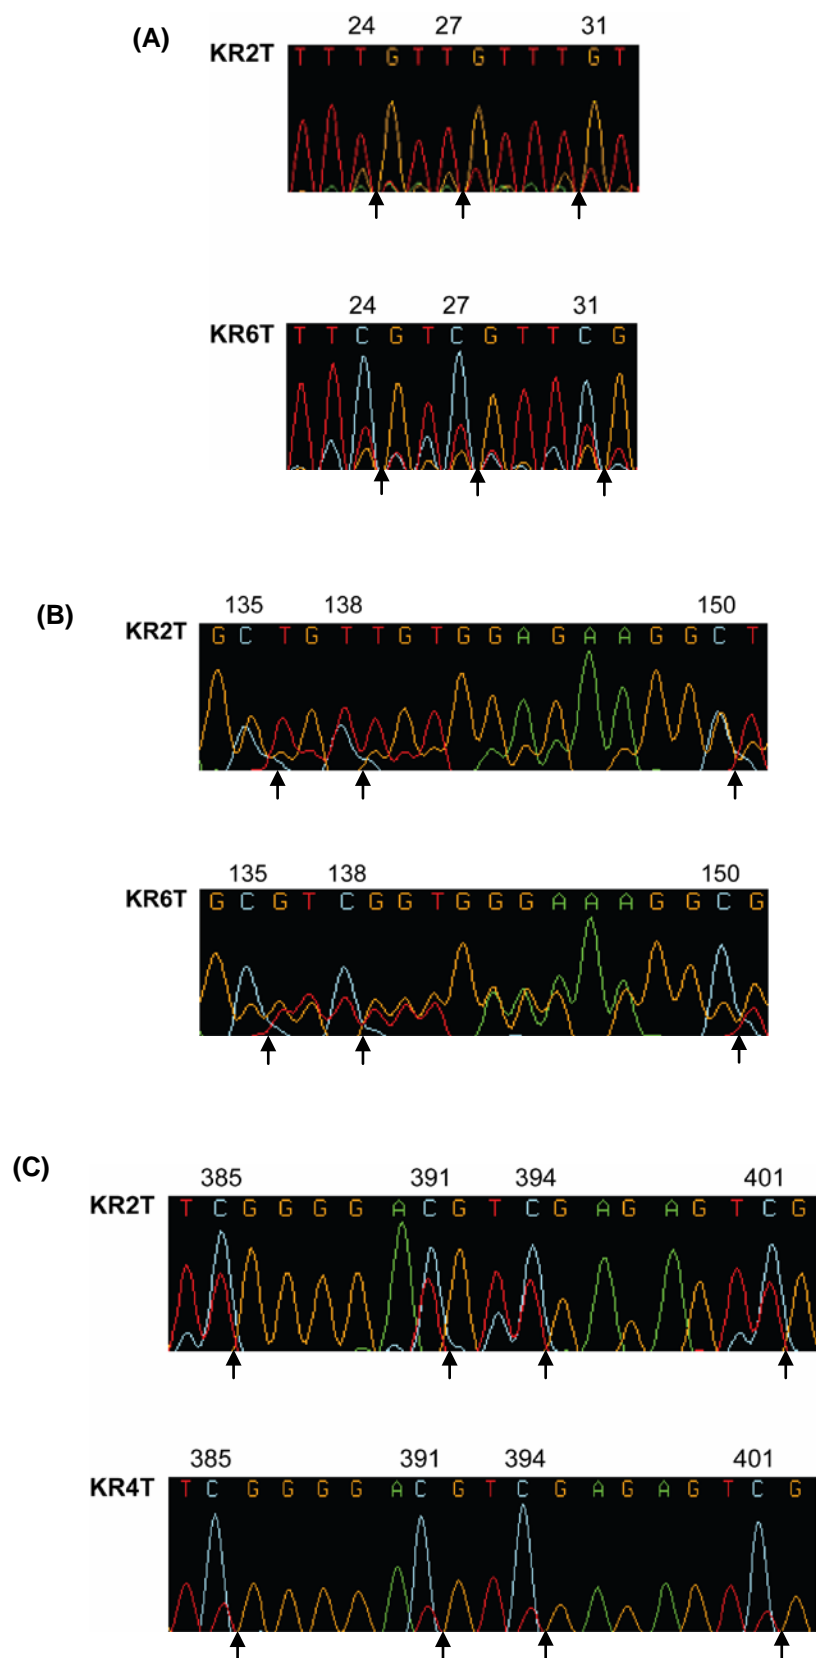 (A)
24 27 31
KR2T T T T G T T G T T T G T
24 27 31
KR6T T T C G T C G T T C G
(B)
135 138 150
KR2T G C T G T T G T G G A G A A G G C T
135 138 150
KR6T G C G T C G G T G G G A A A G G C G
(C)
385 391 394 401
KR2T T C G G G G A C G T C G A G A G T C G
385 391 394 401
KR4T T C G G G G A C G T C G A G A G T C G